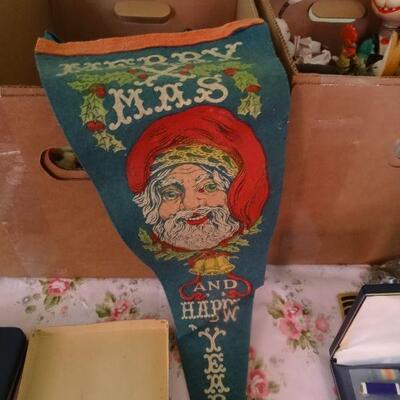 MERRY
X
MAS
AND
HAPPY
YEAR